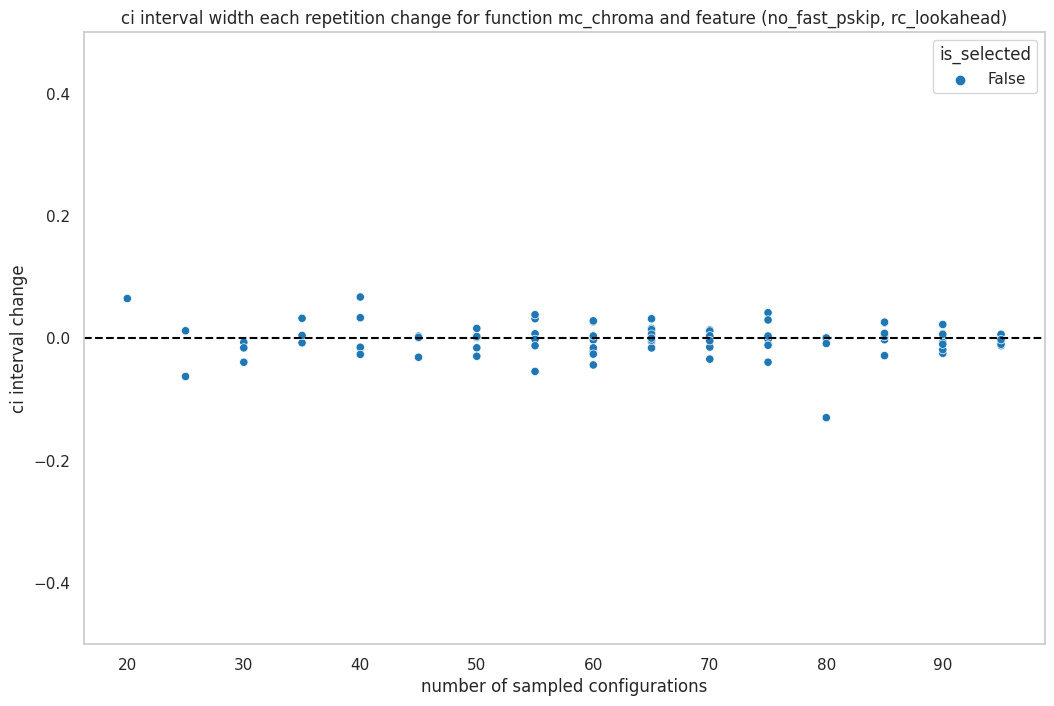 ci interval width each repetition change for function mc_chroma and feature (no_fast_pskip, rc_lookahead)
is_selected
False
ci interval change
0.4
0.2
0.0
−0.2
−0.4
20 30 40 50 60 70 80 90
number of sampled configurations